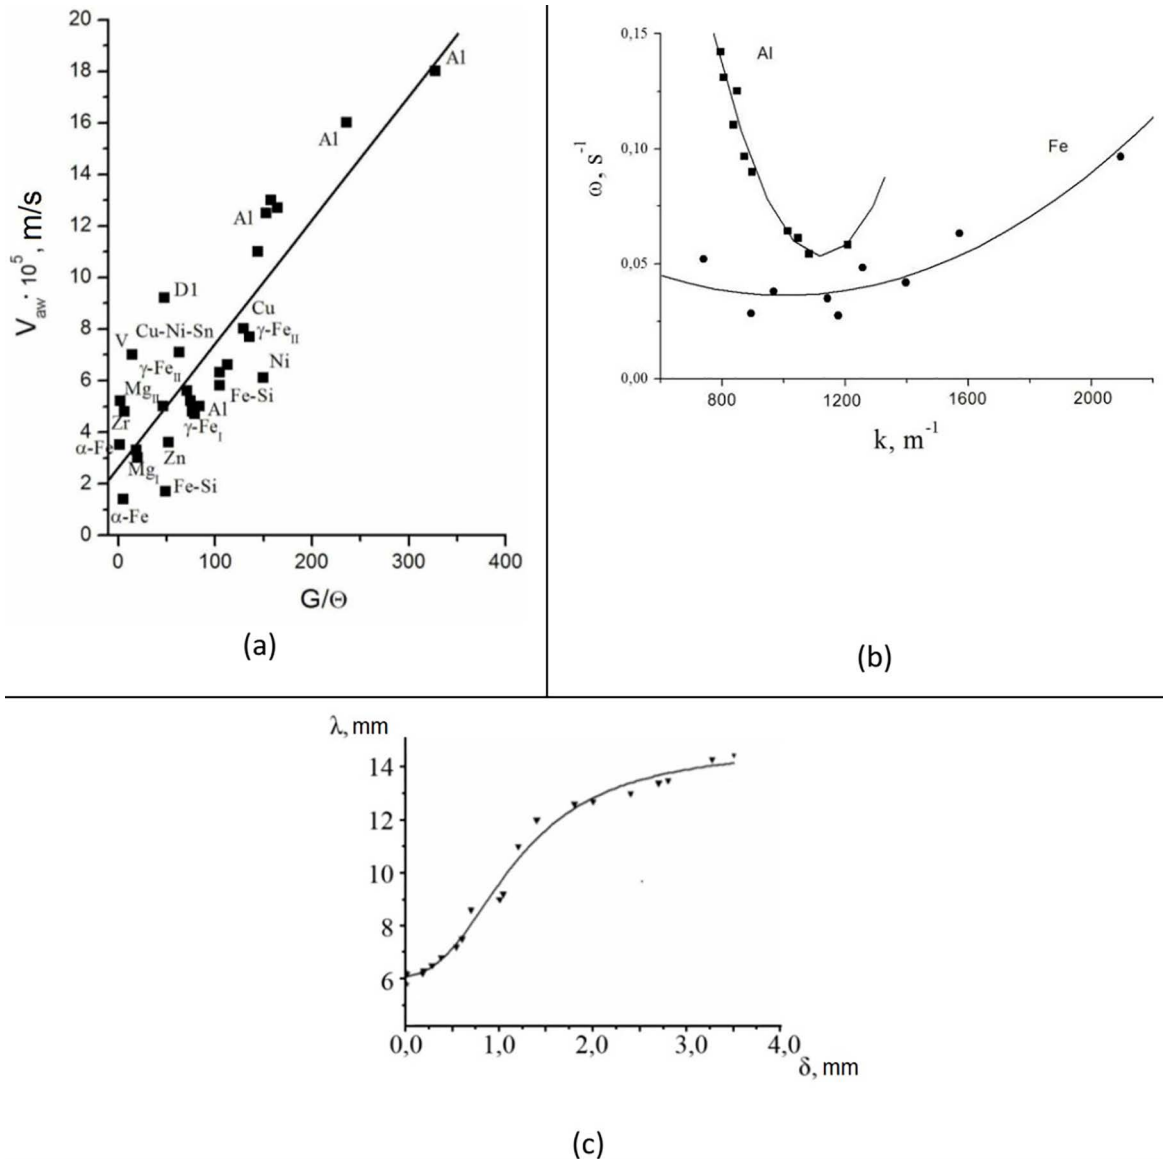 V_aw · 10^5, m/s
20
18
16
14
12
10
8
6
4
2
0
Al
Al
Al
D1
Cu
V
Cu-Ni-Sn
γ-Fe_II
γ-Fe_II
Ni
Mg_II
Fe-Si
Al
Zr
γ-Fe_I
α-Fe
Zn
Mg_I
Fe-Si
α-Fe
0 100 200 300 400
G/Θ
(a)
ω, s^-1
0,15
0,10
0,05
0,00
Al
Fe
800 1200 1600 2000
k, m^-1
(b)
λ, mm
14
12
10
8
6
0,0 1,0 2,0 3,0 4,0
δ, mm
(c)